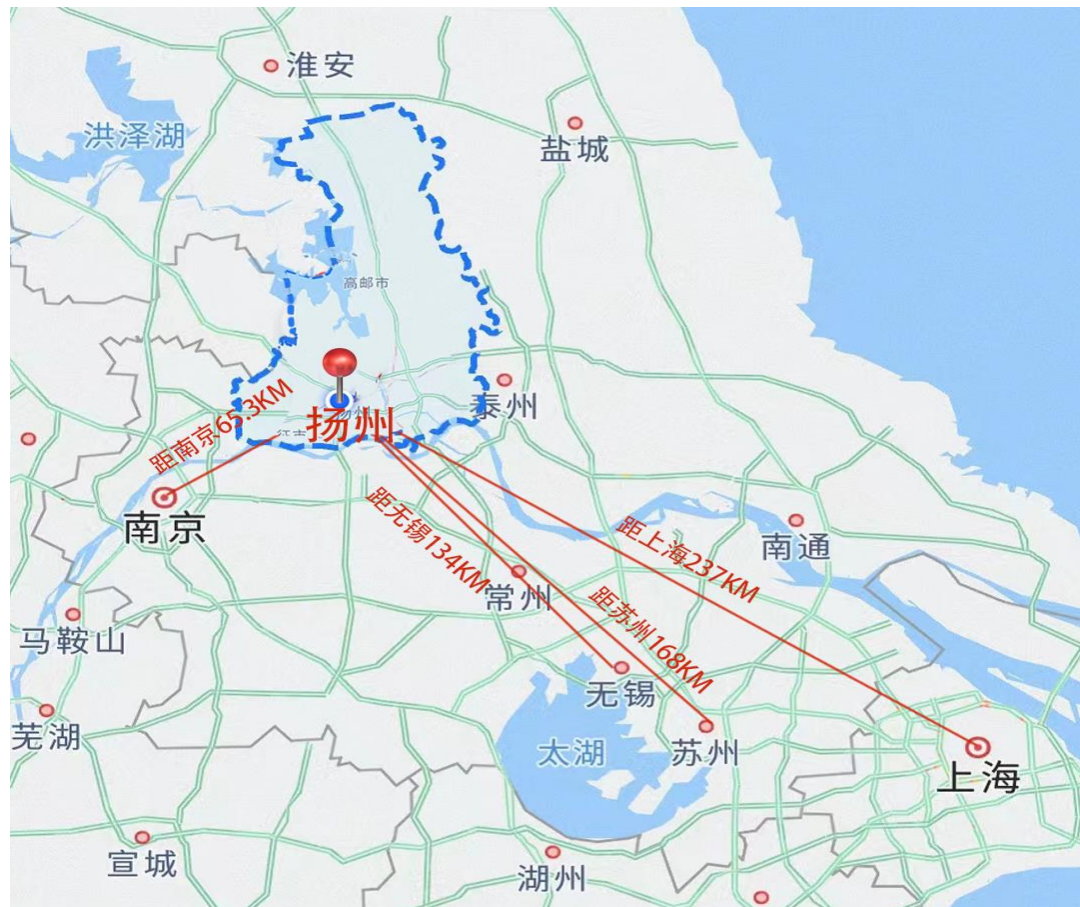 淮安
洪泽湖
盐城
高邮市
泰州
扬州
距南京65.3KM
南京
距无锡134KM
距上海237KM
南通
常州
距苏州168KM
马鞍山
无锡
芜湖
太湖
苏州
上海
宣城
湖州